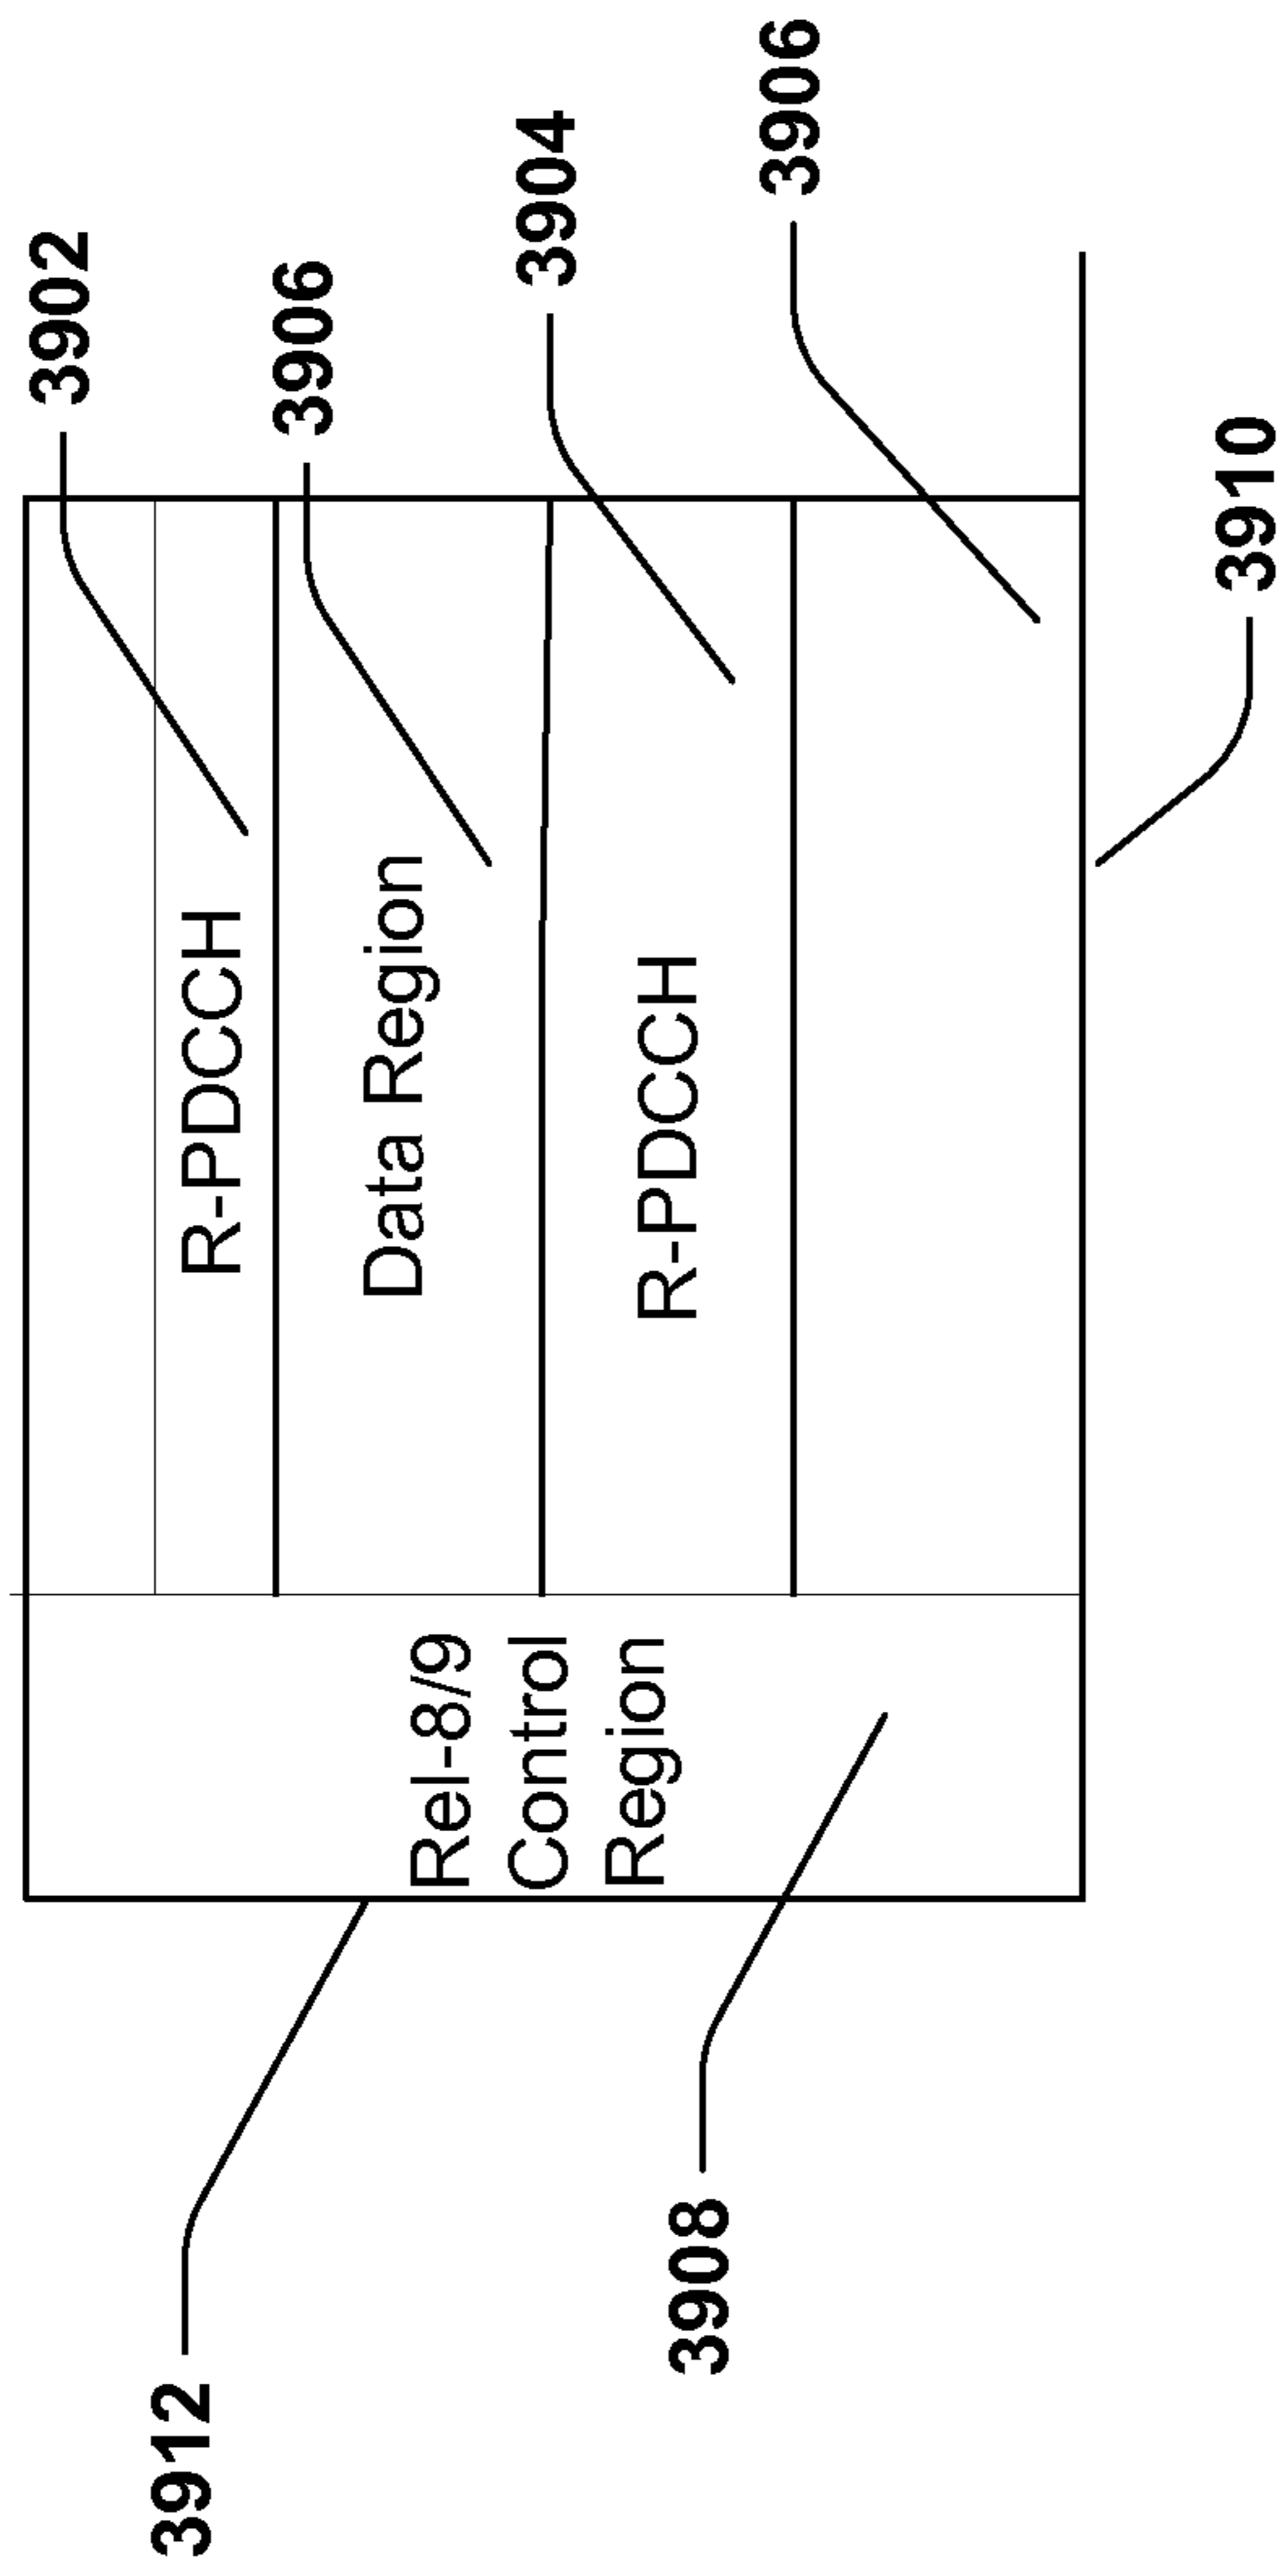 3902
3912
R-PDCCH
3906
Data Region
Rel-8/9
Control
Region
3904
R-PDCCH
3908
3906
3910